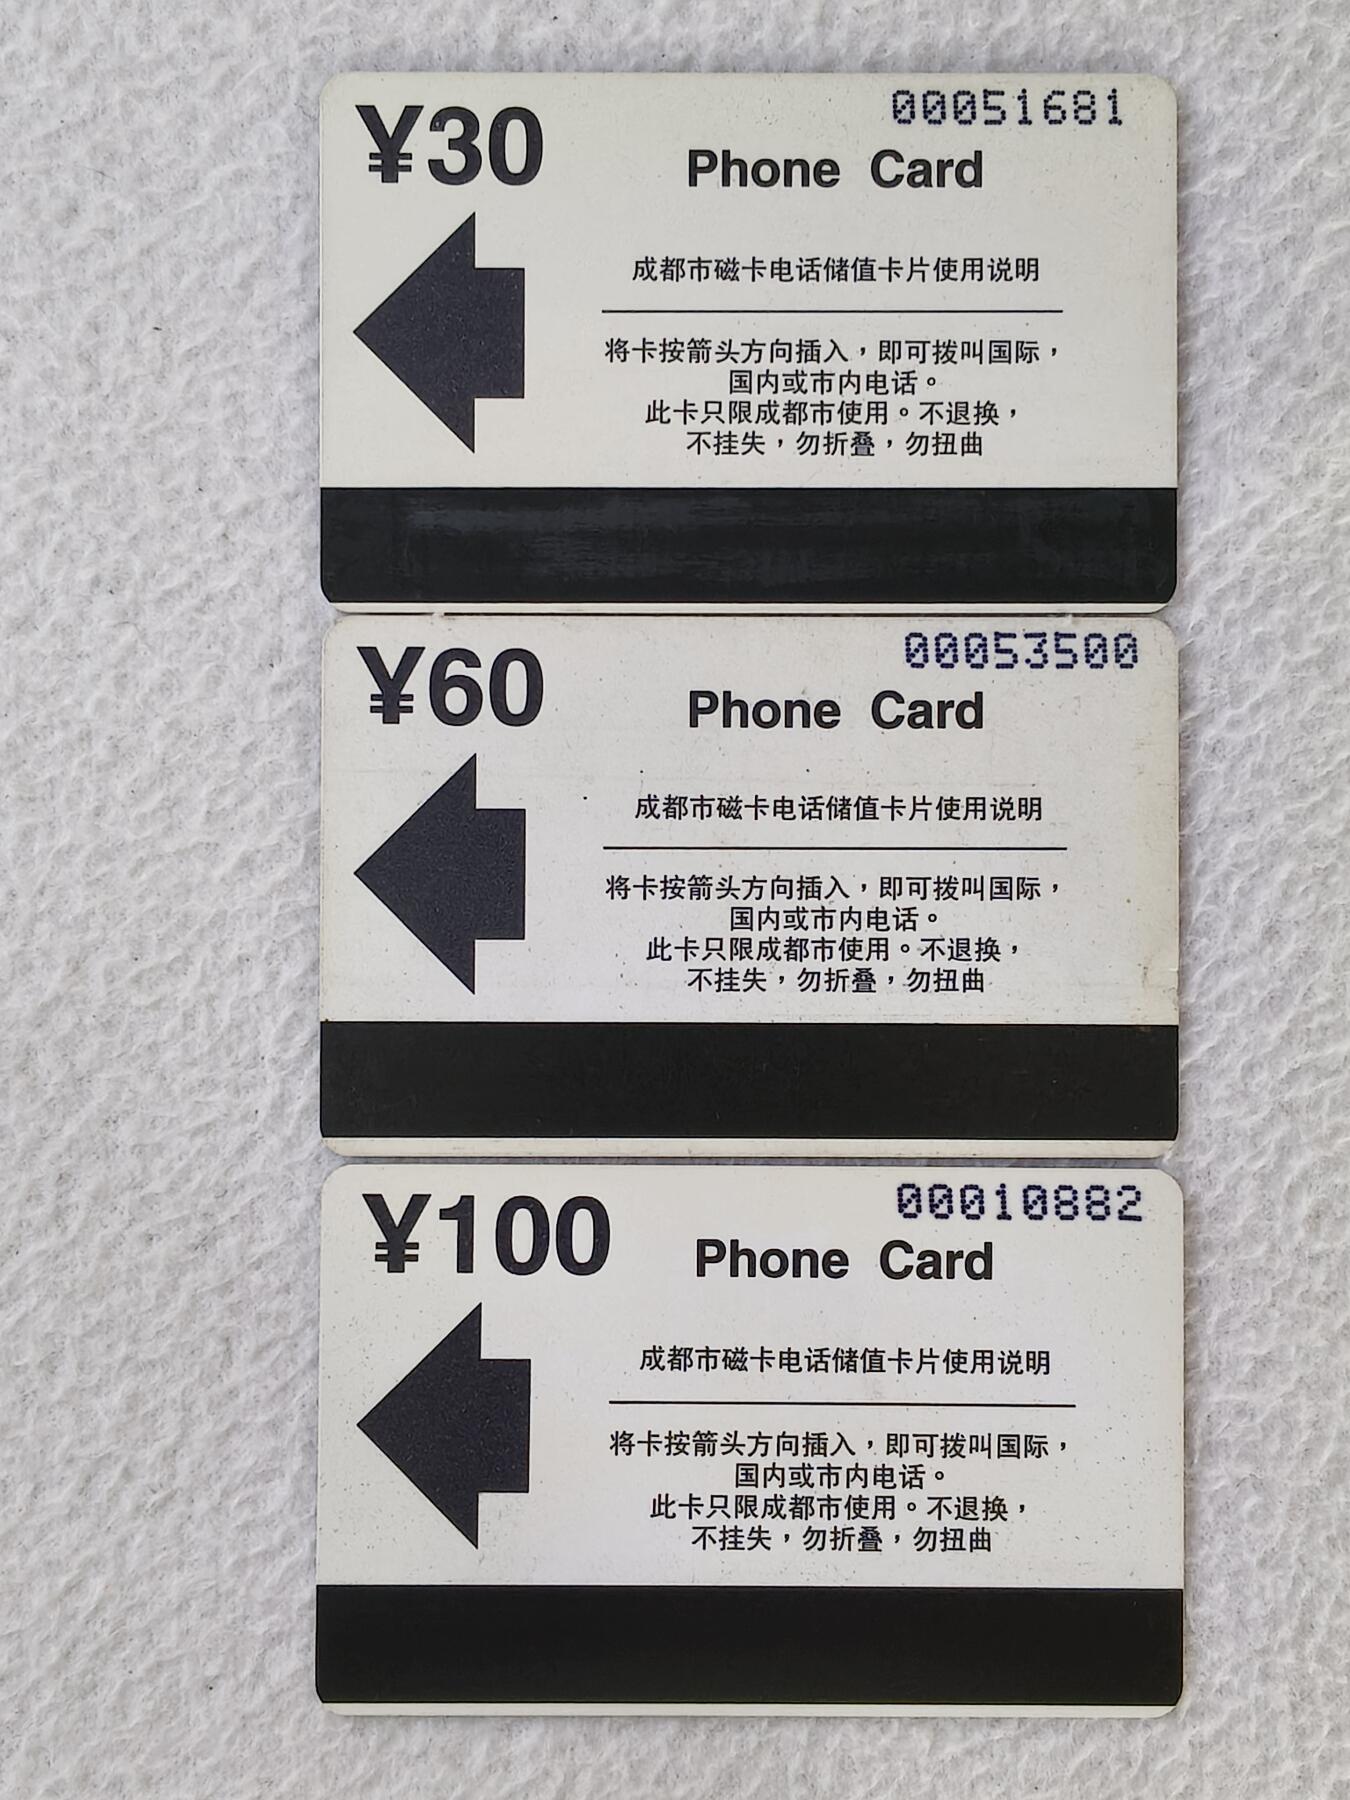 ¥30
00051681
Phone Card
成都市磁卡电话储值卡片使用说明
将卡按箭头方向插入，即可拨叫国际，
国内或市内电话。
此卡只限成都市使用。不退换，
不挂失，勿折叠，勿扭曲
¥60
00053500
Phone Card
成都市磁卡电话储值卡片使用说明
将卡按箭头方向插入，即可拨叫国际，
国内或市内电话。
此卡只限成都市使用。不退换，
不挂失，勿折叠，勿扭曲
¥100
00010882
Phone Card
成都市磁卡电话储值卡片使用说明
将卡按箭头方向插入，即可拨叫国际，
国内或市内电话。
此卡只限成都市使用。不退换，
不挂失，勿折叠，勿扭曲